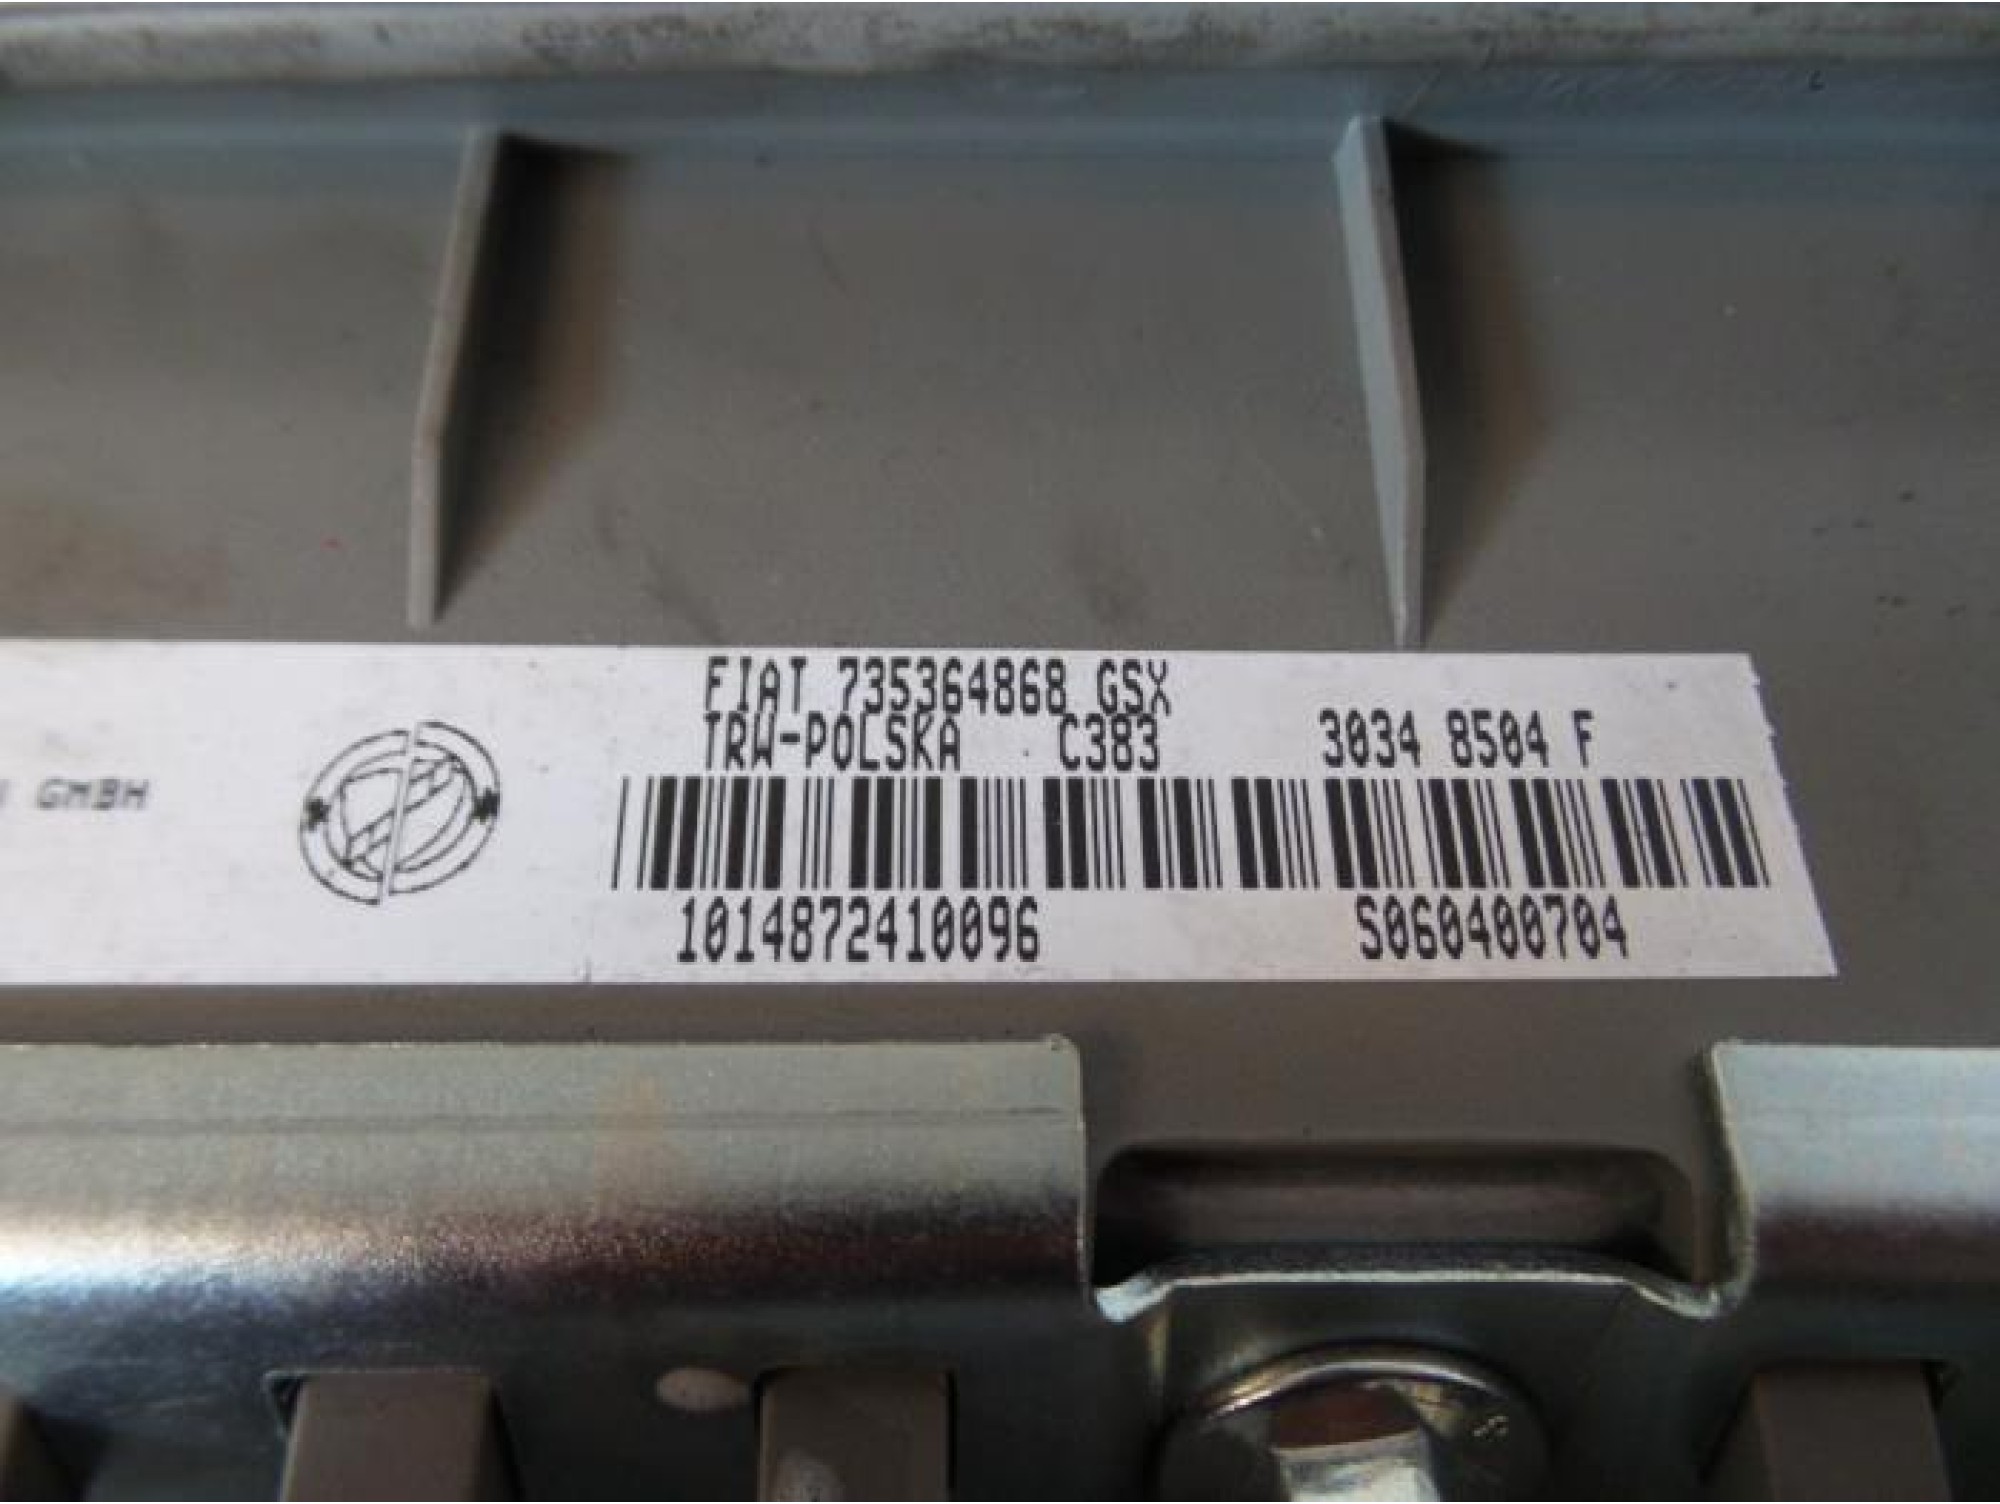 FIAT 735364868 GSX
TRW-POLSKA C383 3034 8504 F
GMBH
1014872410096 S060400704